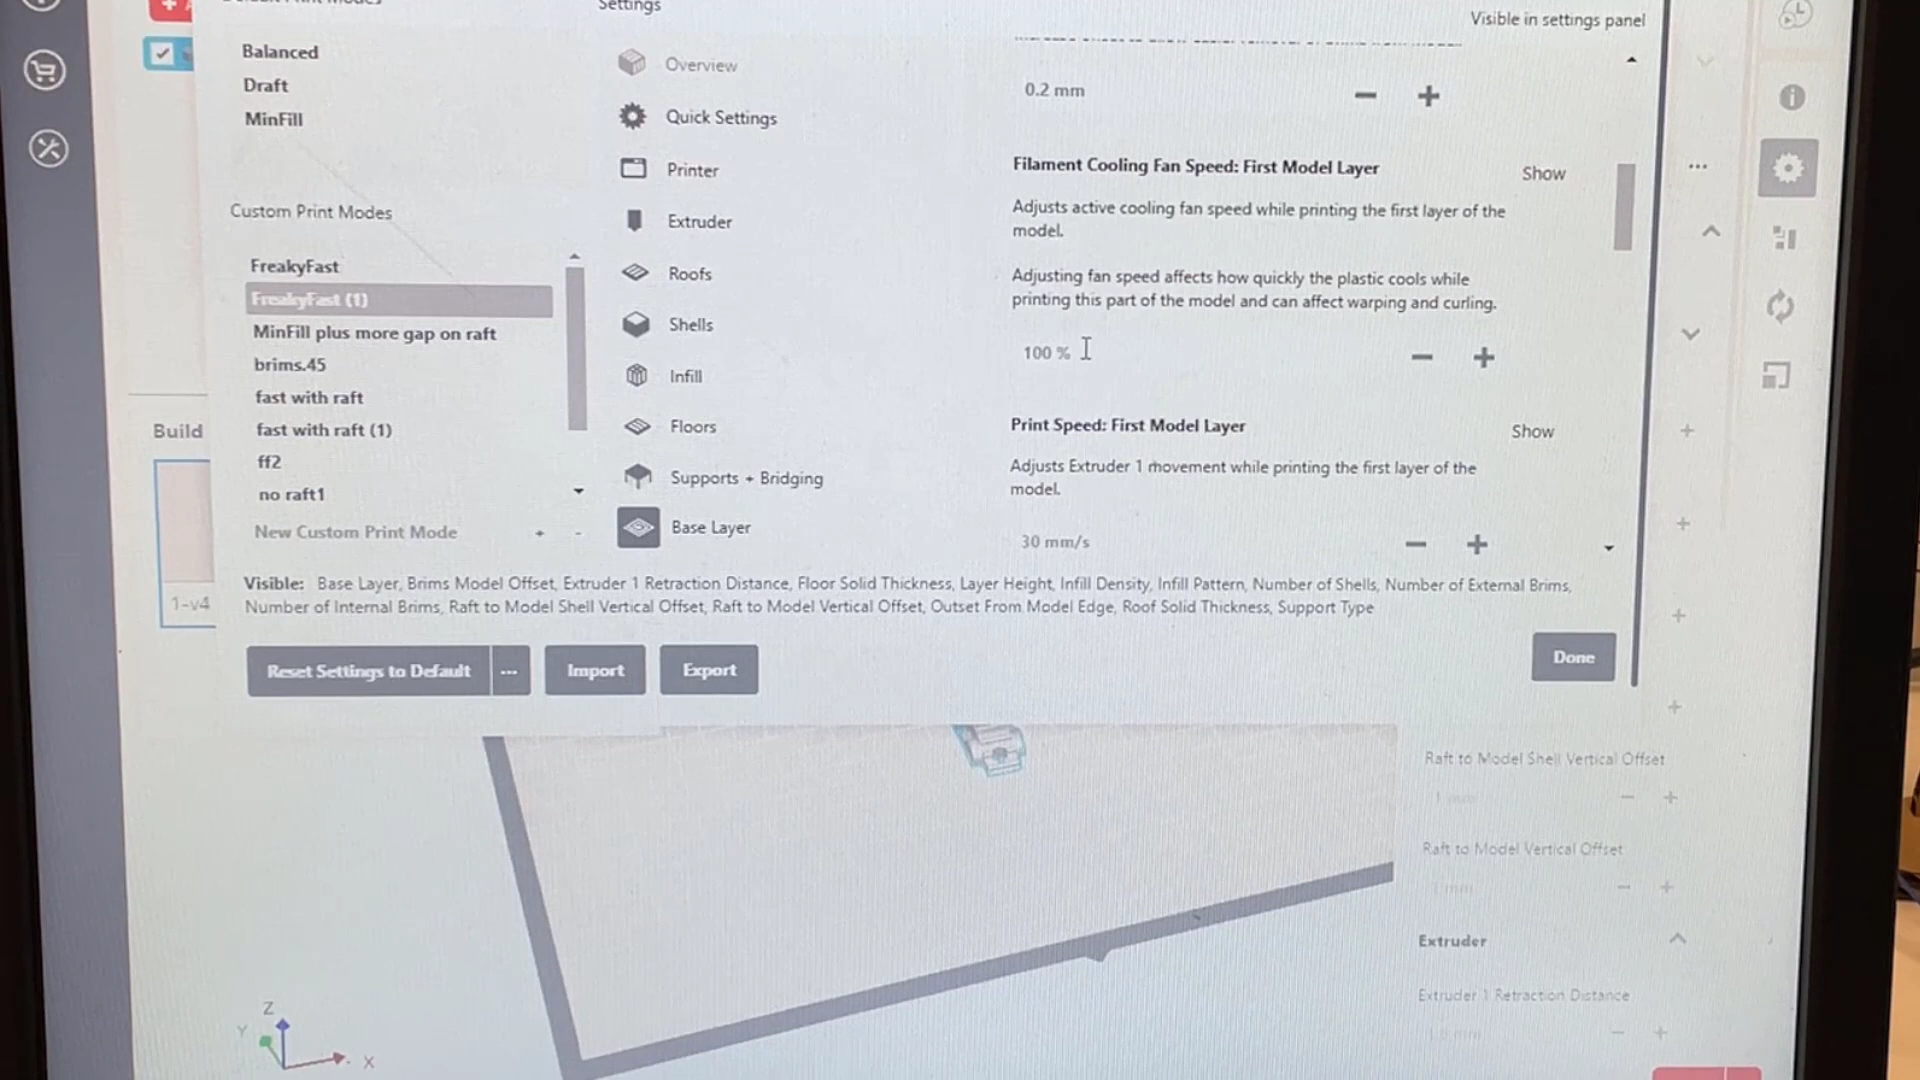 Settings
Visible in settings panel
Balanced
Draft
MinFill
Custom Print Modes
FreakyFast
FreakyFast (1)
MinFill plus more gap on raft
brims.45
fast with raft
fast with raft (1)
ff2
no raft1
New Custom Print Mode + -
Overview
Quick Settings
Printer
Extruder
Roofs
Shells
Infill
Floors
Supports + Bridging
Base Layer
0.2 mm
Filament Cooling Fan Speed: First Model Layer
Show
Adjusts active cooling fan speed while printing the first layer of the
model.
Adjusting fan speed affects how quickly the plastic cools while
printing this part of the model and can affect warping and curling.
100 %
Print Speed: First Model Layer
Show
Adjusts Extruder 1 movement while printing the first layer of the
model.
30 mm/s
Visible: Base Layer, Brims Model Offset, Extruder 1 Retraction Distance, Floor Solid Thickness, Layer Height, Infill Density, Infill Pattern, Number of Shells, Number of External Brims,
Number of Internal Brims, Raft to Model Shell Vertical Offset, Raft to Model Vertical Offset, Outset From Model Edge, Roof Solid Thickness, Support Type
Reset Settings to Default ...
Import
Export
Done
Build
1-v4
Raft to Model Shell Vertical Offset
Raft to Model Vertical Offset
Extruder
Extruder 1 Retraction Distance
Z
Y
X